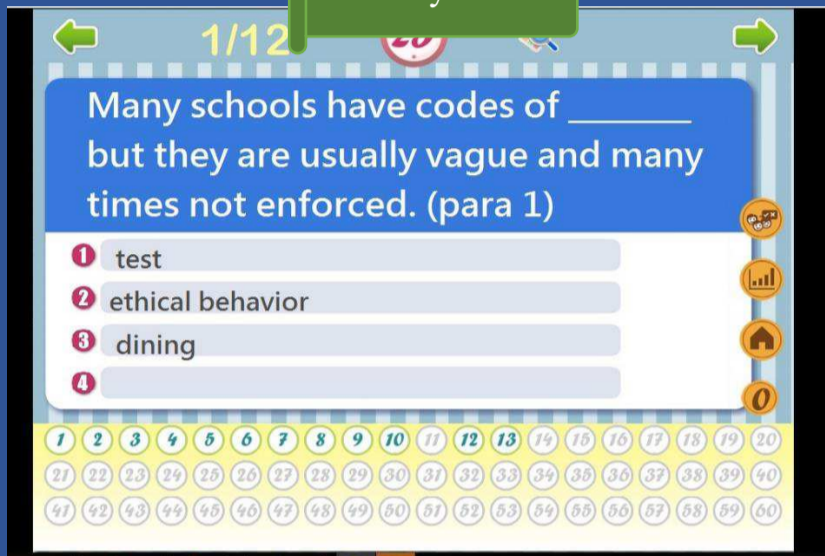 1/12
20
Many schools have codes of ________
but they are usually vague and many
times not enforced. (para 1)
1 test
2 ethical behavior
3 dining
4
1 2 3 4 5 6 7 8 9 10 11 12 13 14 15 16 17 18 19 20
21 22 23 24 25 26 27 28 29 30 31 32 33 34 35 36 37 38 39 40
41 42 43 44 45 46 47 48 49 50 51 52 53 54 55 56 57 58 59 60
0